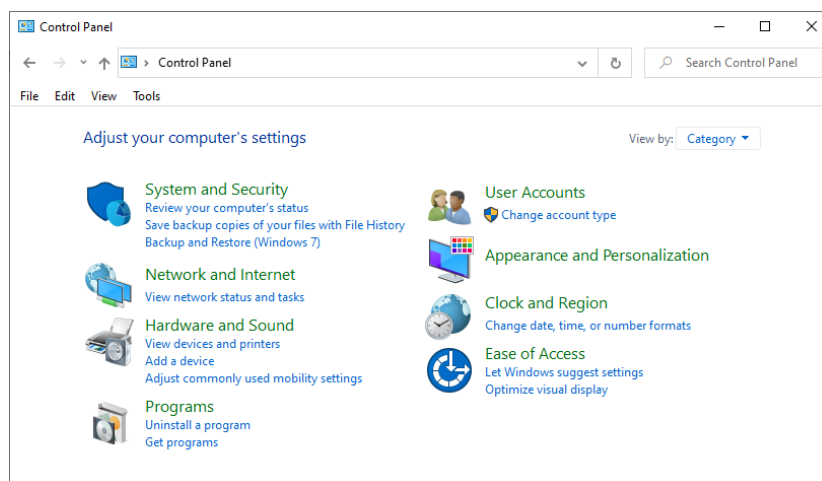 Control Panel
Control Panel
Search Control Panel
File Edit View Tools
Adjust your computer's settings
View by: Category
System and Security
Review your computer's status
Save backup copies of your files with File History
Backup and Restore (Windows 7)
Network and Internet
View network status and tasks
Hardware and Sound
View devices and printers
Add a device
Adjust commonly used mobility settings
Programs
Uninstall a program
Get programs
User Accounts
Change account type
Appearance and Personalization
Clock and Region
Change date, time, or number formats
Ease of Access
Let Windows suggest settings
Optimize visual display